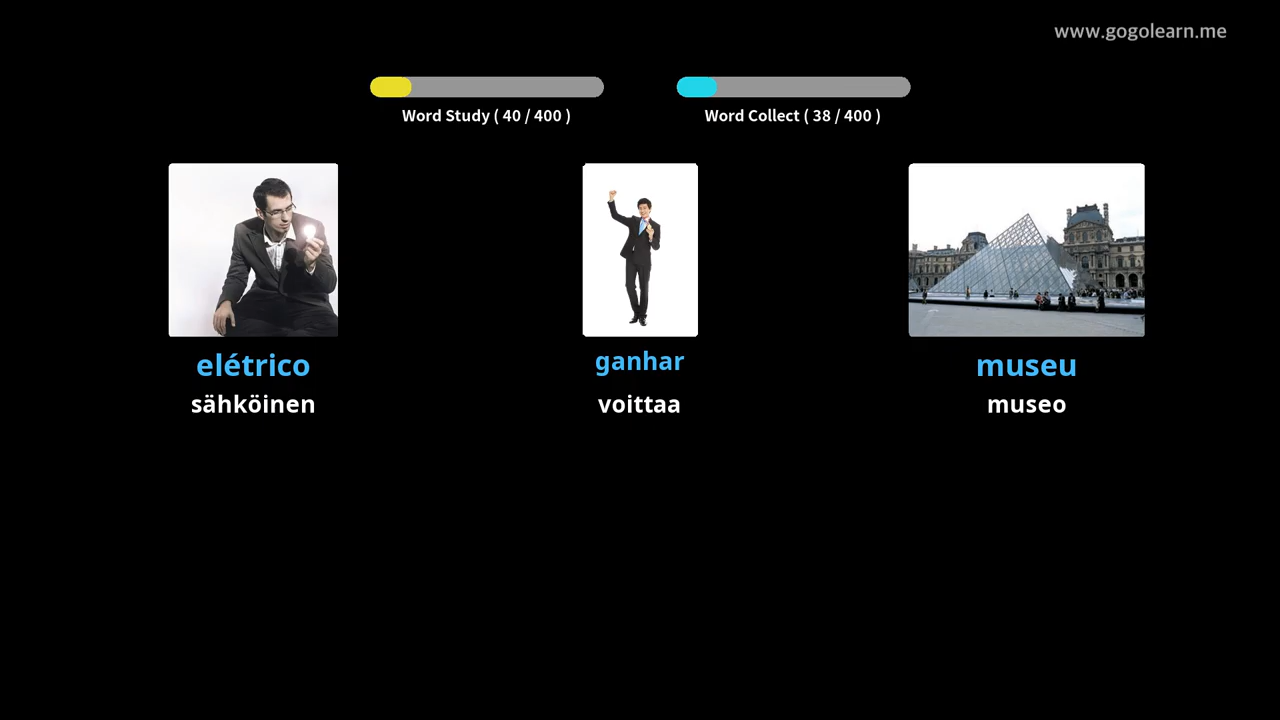 www.gogolearn.me
Word Study ( 40 / 400 )
Word Collect ( 38 / 400 )
elétrico
sähköinen
ganhar
voittaa
museu
museo